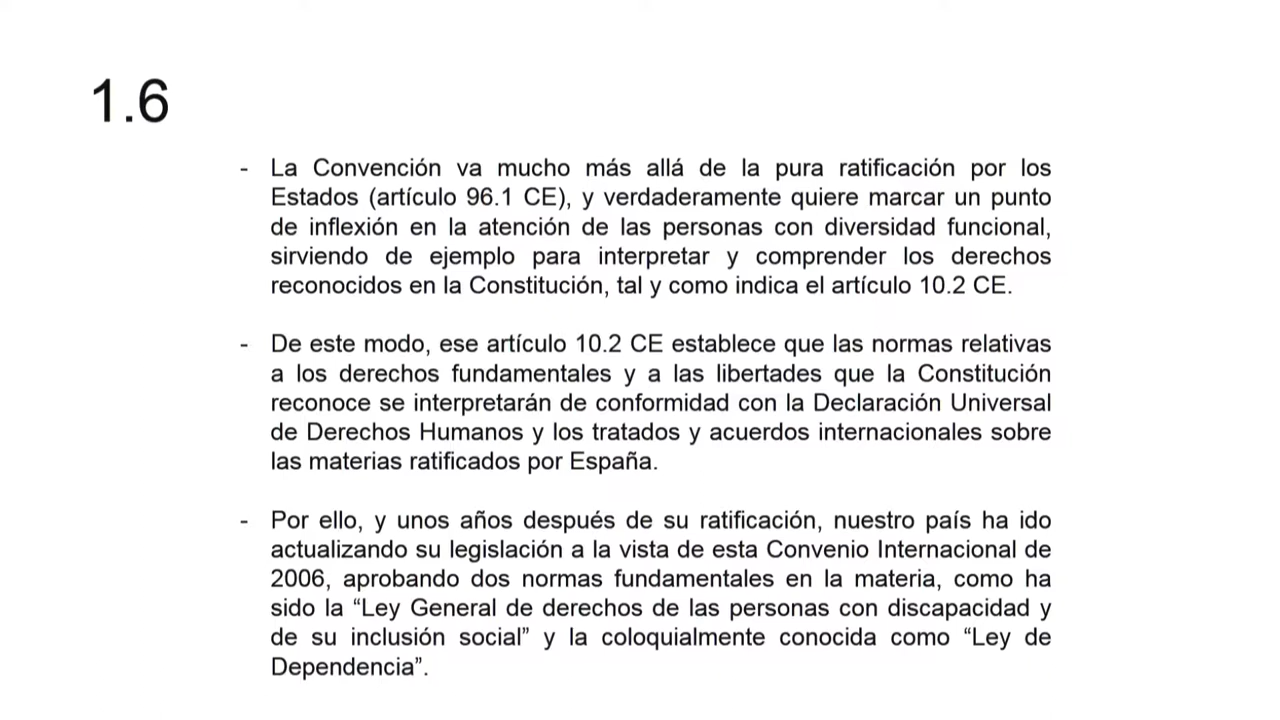 1.6
- La Convención va mucho más allá de la pura ratificación por los
Estados (artículo 96.1 CE), y verdaderamente quiere marcar un punto
de inflexión en la atención de las personas con diversidad funcional,
sirviendo de ejemplo para interpretar y comprender los derechos
reconocidos en la Constitución, tal y como indica el artículo 10.2 CE.
- De este modo, ese artículo 10.2 CE establece que las normas relativas
a los derechos fundamentales y a las libertades que la Constitución
reconoce se interpretarán de conformidad con la Declaración Universal
de Derechos Humanos y los tratados y acuerdos internacionales sobre
las materias ratificados por España.
- Por ello, y unos años después de su ratificación, nuestro país ha ido
actualizando su legislación a la vista de esta Convenio Internacional de
2006, aprobando dos normas fundamentales en la materia, como ha
sido la “Ley General de derechos de las personas con discapacidad y
de su inclusión social” y la coloquialmente conocida como “Ley de
Dependencia”.